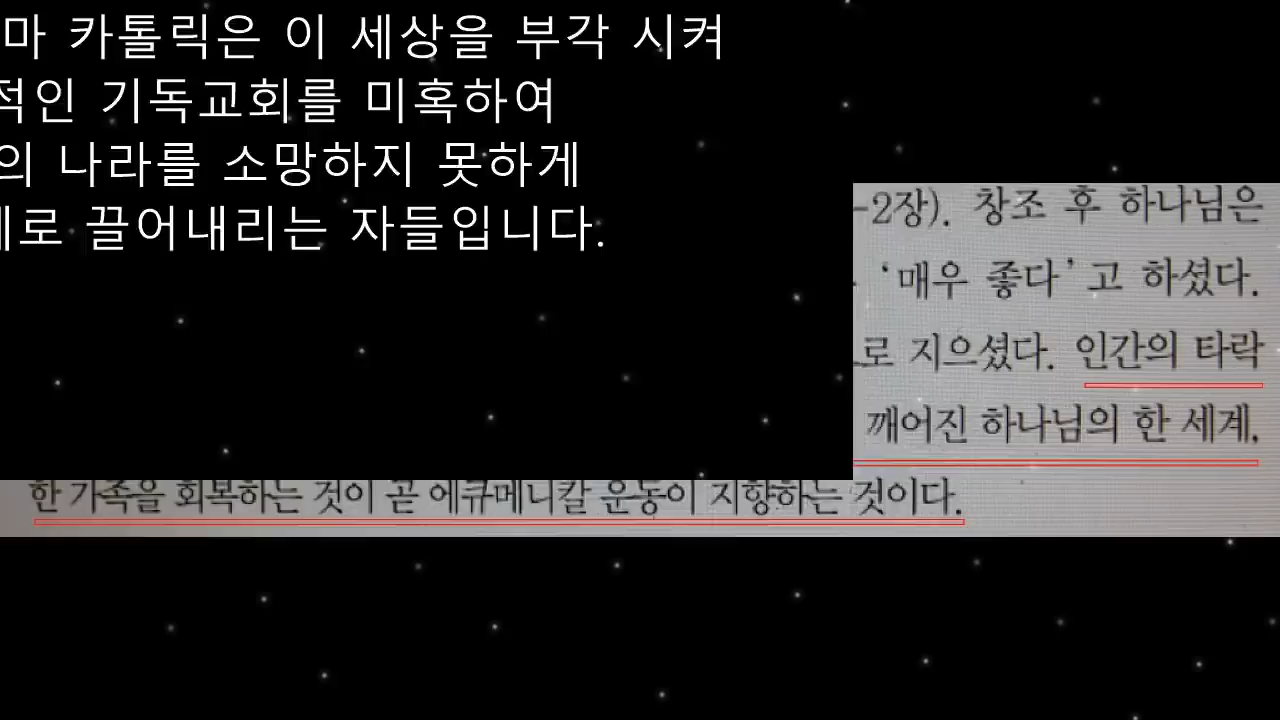 마 카톨릭은 이 세상을 부각 시켜
적인 기독교회를 미혹하여
의 나라를 소망하지 못하게
로 끌어내리는 자들입니다.
-2장). 창조 후 하나님은
‘매우 좋다’고 하셨다.
로 지으셨다. 인간의 타락
깨어진 하나님의 한 세계,
한 가족을 회복하는 것이 곧 에큐메니칼 운동이 지향하는 것이다.